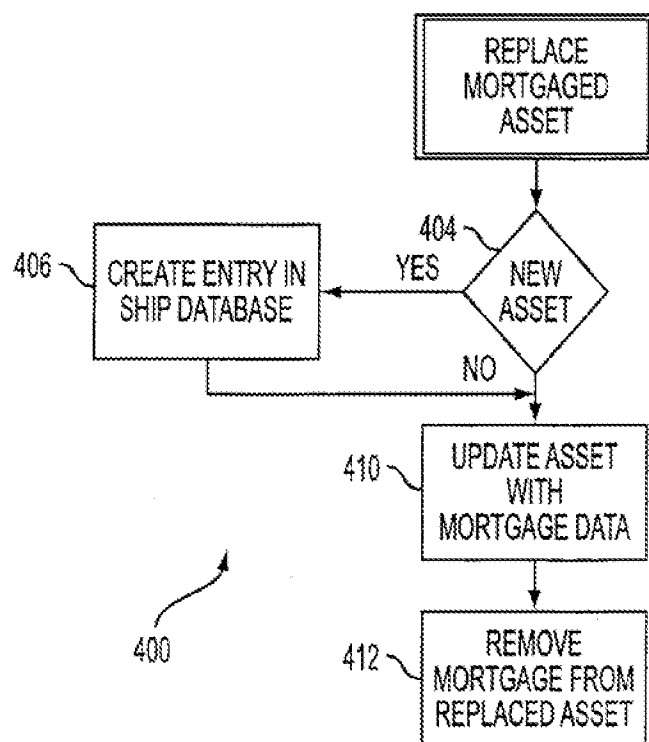 REPLACE
MORTGAGED
ASSET
404
YES
NEW
ASSET
406
CREATE ENTRY IN
SHIP DATABASE
NO
410
UPDATE ASSET
WITH
MORTGAGE DATA
400
412
REMOVE
MORTGAGE FROM
REPLACED ASSET